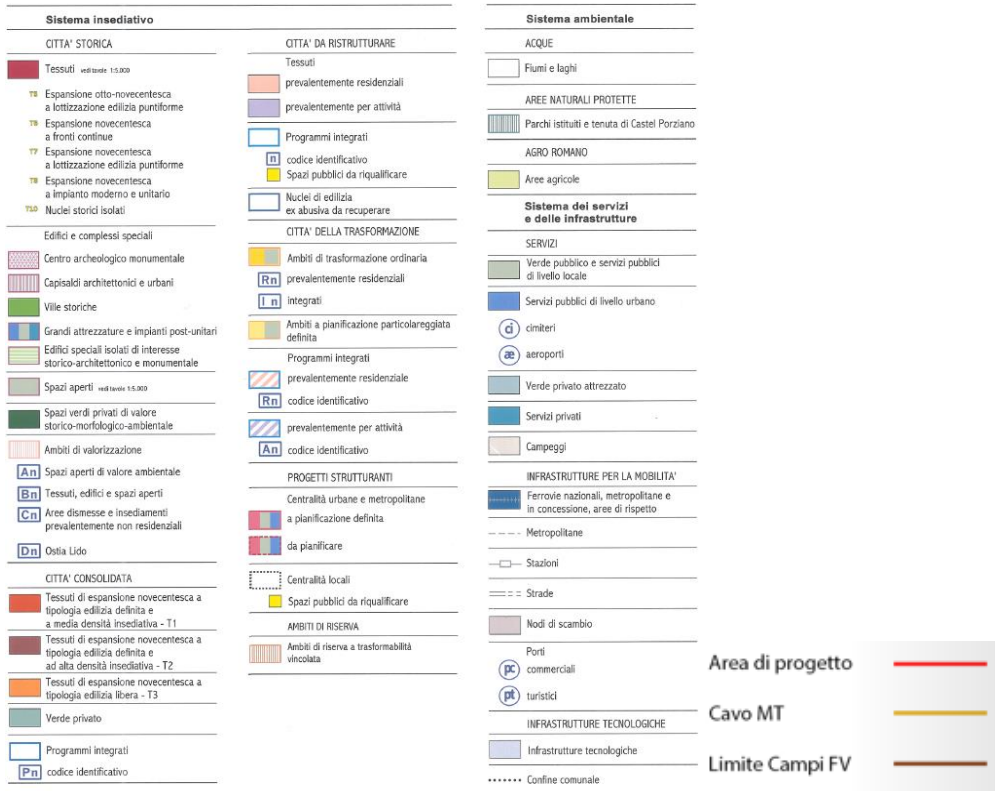 Sistema insediativo
CITTA' STORICA
Tessuti vedi tavole 1:5.000
T5 Espansione otto-novecentesca
a lottizzazione edilizia puntiforme
T6 Espansione novecentesca
a fronti continue
T7 Espansione novecentesca
a lottizzazione edilizia puntiforme
T8 Espansione novecentesca
a impianto moderno e unitario
T10 Nuclei storici isolati
Edifici e complessi speciali
Centro archeologico monumentale
Capisaldi architettonici e urbani
Ville storiche
Grandi attrezzature e impianti post-unitari
Edifici speciali isolati di interesse
storico-architettonico e monumentale
Spazi aperti vedi tavole 1:5.000
Spazi verdi privati di valore
storico-morfologico-ambientale
Ambiti di valorizzazione
An Spazi aperti di valore ambientale
Bn Tessuti, edifici e spazi aperti
Cn Aree dismesse e insediamenti
prevalentemente non residenziali
Dn Ostia Lido
CITTA' CONSOLIDATA
Tessuti di espansione novecentesca a
tipologia edilizia definita e
a media densità insediativa - T1
Tessuti di espansione novecentesca a
tipologia edilizia definita e
ad alta densità insediativa - T2
Tessuti di espansione novecentesca a
tipologia edilizia libera - T3
Verde privato
Programmi integrati
Pn codice identificativo
CITTA' DA RISTRUTTURARE
Tessuti
prevalentemente residenziali
prevalentemente per attività
Programmi integrati
n codice identificativo
Spazi pubblici da riqualificare
Nuclei di edilizia
ex abusiva da recuperare
CITTA' DELLA TRASFORMAZIONE
Ambiti di trasformazione ordinaria
Rn prevalentemente residenziali
I n integrati
Ambiti a pianificazione particolareggiata
definita
Programmi integrati
prevalentemente residenziale
Rn codice identificativo
prevalentemente per attività
An codice identificativo
PROGETTI STRUTTURANTI
Centralità urbane e metropolitane
a pianificazione definita
da pianificare
Centralità locali
Spazi pubblici da riqualificare
AMBITI DI RISERVA
Ambiti di riserva a trasformabilità
vincolata
Sistema ambientale
ACQUE
Fiumi e laghi
AREE NATURALI PROTETTE
Parchi istituiti e tenuta di Castel Porziano
AGRO ROMANO
Aree agricole
Sistema dei servizi
e delle infrastrutture
SERVIZI
Verde pubblico e servizi pubblici
di livello locale
Servizi pubblici di livello urbano
ci cimiteri
æ aeroporti
Verde privato attrezzato
Servizi privati
Campeggi
INFRASTRUTTURE PER LA MOBILITA'
Ferrovie nazionali, metropolitane e
in concessione, aree di rispetto
Metropolitane
Stazioni
Strade
Nodi di scambio
Porti
pc commerciali
pt turistici
INFRASTRUTTURE TECNOLOGICHE
Infrastrutture tecnologiche
Confine comunale
Area di progetto
Cavo MT
Limite Campi FV